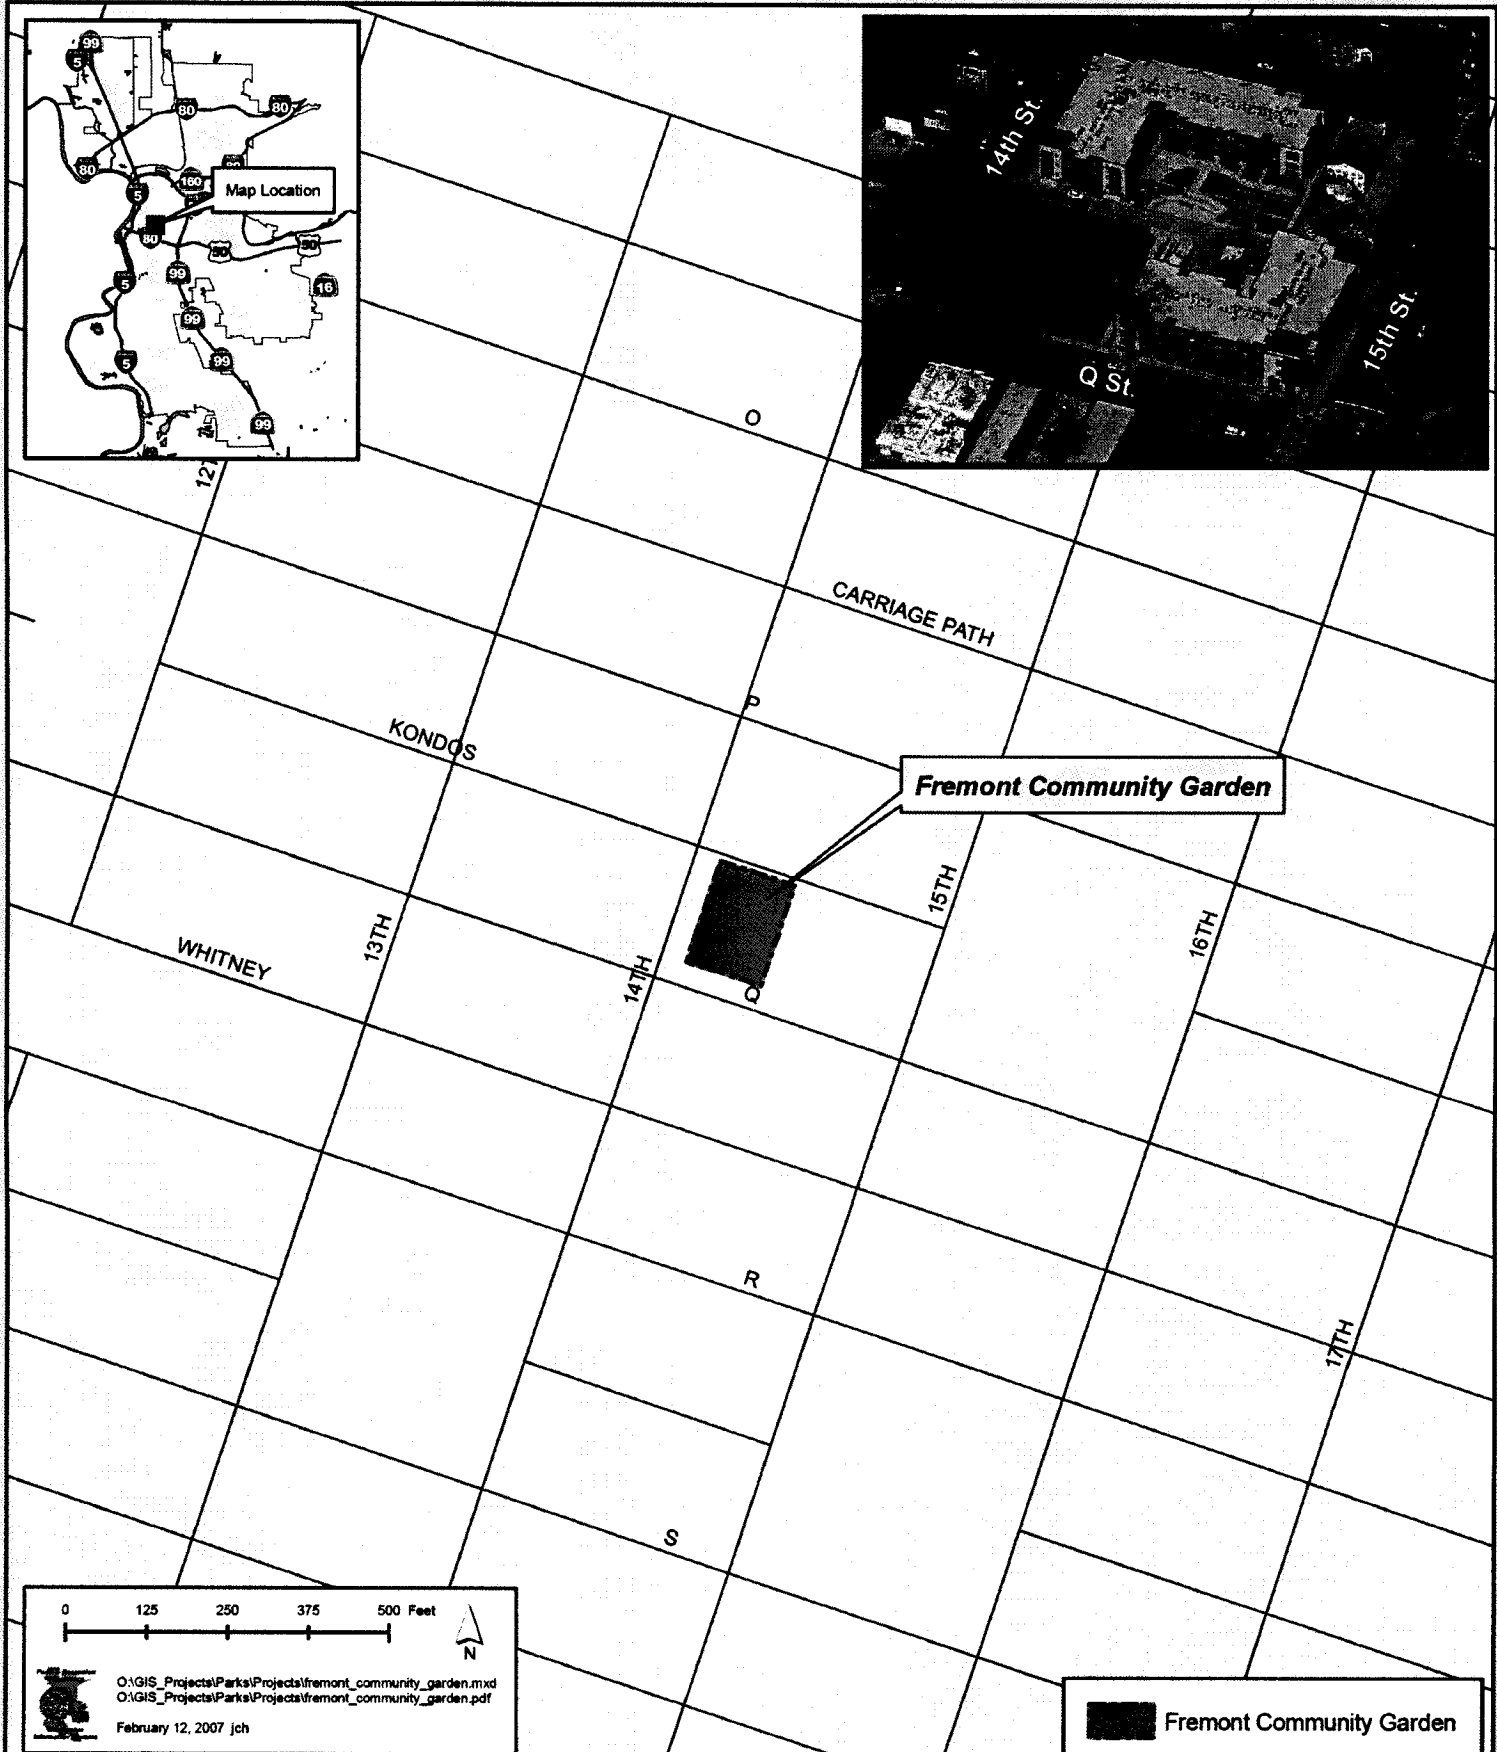 99
5
80
80
80
160
80
Map Location
5
80
50
50
99
5
16
99
5
99
99
14th St.
15th St.
Q St.
O
CARRIAGE PATH
P
KONDOS
Fremont Community Garden
15TH
16TH
13TH
WHITNEY
14TH
Q
R
17TH
S
0 125 250 375 500 Feet
N
O:\GIS_Projects\Parks\Projects\fremont_community_garden.mxd
O:\GIS_Projects\Parks\Projects\fremont_community_garden.pdf
February 12, 2007 jch
Fremont Community Garden